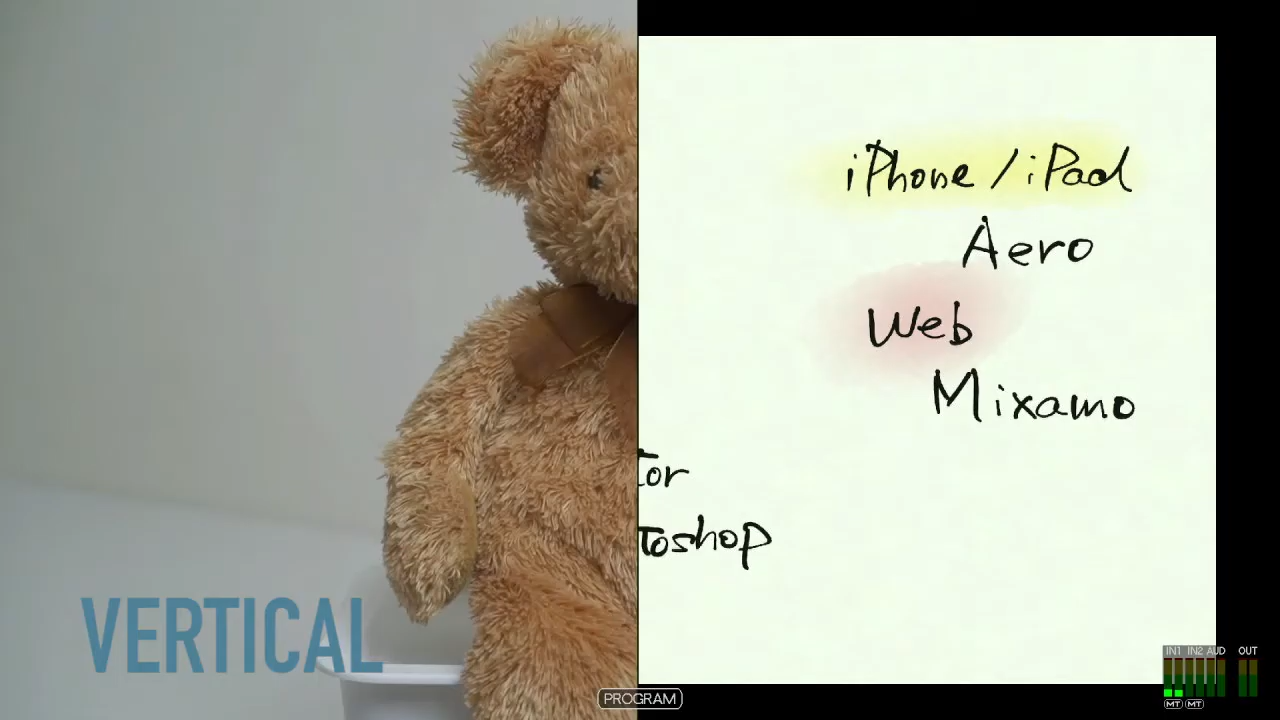 iPhone / iPad
Aero
Web
Mixamo
tor
toshop
VERTICAL
IN1 IN2 AUD OUT
MT MT
PROGRAM